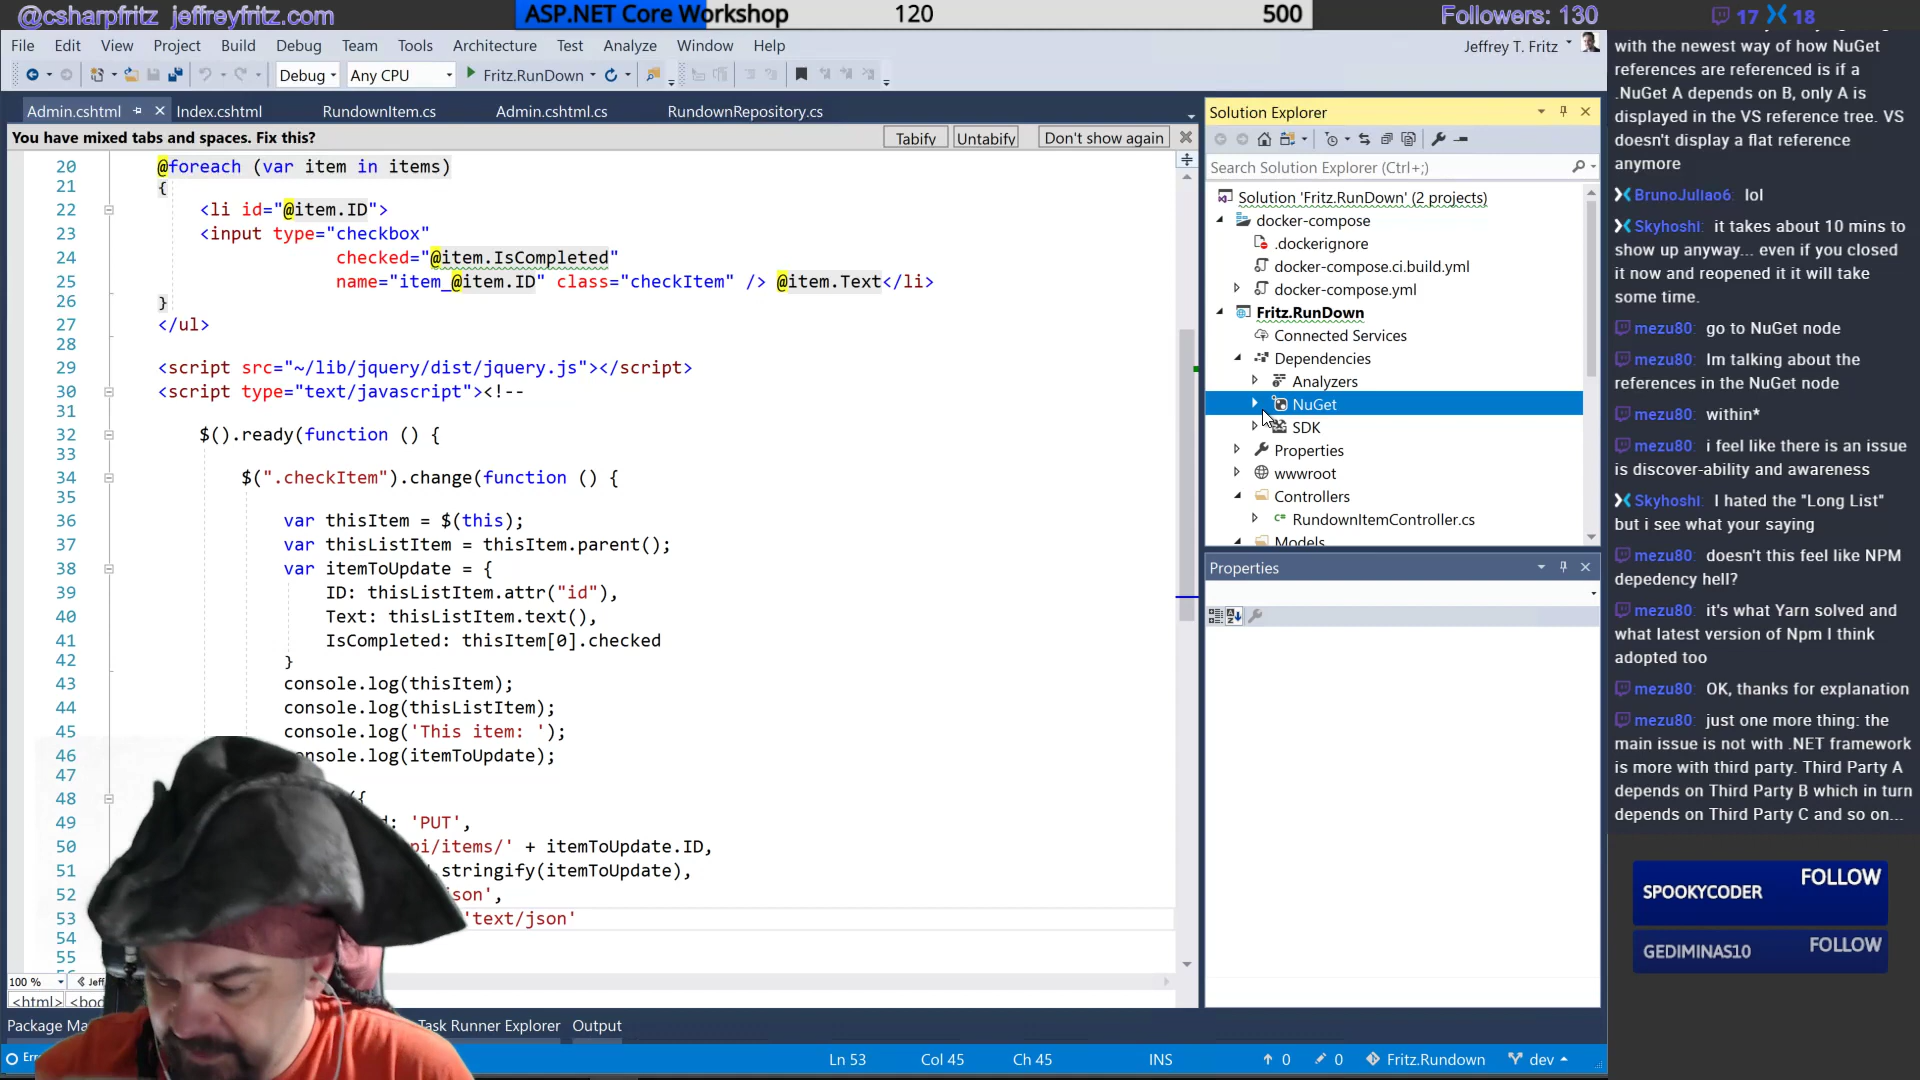 @csharpfritz jeffreyfritz.com
ASP.NET Core Workshop 120 500
Followers: 130
17 18
File Edit View Project Build Debug Team Tools Architecture Test Analyze Window Help
Jeffrey T. Fritz
Debug Any CPU Fritz.RunDown
Admin.cshtml Index.cshtml RundownItem.cs Admin.cshtml.cs RundownRepository.cs
You have mixed tabs and spaces. Fix this? Tabify Untabify Don't show again
20 @foreach (var item in items)
21 {
22 <li id="@item.ID">
23 <input type="checkbox"
24 checked="@item.IsCompleted"
25 name="item_@item.ID" class="checkItem" /> @item.Text</li>
26 }
27 </ul>
28
29 <script src="~/lib/jquery/dist/jquery.js"></script>
30 <script type="text/javascript"><!--
31
32 $().ready(function () {
33
34 $(".checkItem").change(function () {
35
36 var thisItem = $(this);
37 var thisListItem = thisItem.parent();
38 var itemToUpdate = {
39 ID: thisListItem.attr("id"),
40 Text: thisListItem.text(),
41 IsCompleted: thisItem[0].checked
42 }
43 console.log(thisItem);
44 console.log(thisListItem);
45 console.log('This item: ');
46 console.log(itemToUpdate);
47
48 ({
49 : 'PUT',
50 pi/items/' + itemToUpdate.ID,
51 stringify(itemToUpdate),
52 son',
53 'text/json'
54
55
100 % Jeff
<html> <bod
Package Ma Task Runner Explorer Output
Err Ln 53 Col 45 Ch 45 INS 0 0 Fritz.Rundown dev
Solution Explorer
Search Solution Explorer (Ctrl+;)
Solution 'Fritz.RunDown' (2 projects)
docker-compose
.dockerignore
docker-compose.ci.build.yml
docker-compose.yml
Fritz.RunDown
Connected Services
Dependencies
Analyzers
NuGet
SDK
Properties
wwwroot
Controllers
RundownItemController.cs
Models
Properties
with the newest way of how NuGet
references are referenced is if a
.NuGet A depends on B, only A is
displayed in the VS reference tree. VS
doesn't display a flat reference
anymore
BrunoJuliao6: lol
Skyhoshi: it takes about 10 mins to
show up anyway... even if you closed
it now and reopened it it will take
some time.
mezu80: go to NuGet node
mezu80: Im talking about the
references in the NuGet node
mezu80: within*
mezu80: i feel like there is an issue
is discover-ability and awareness
Skyhoshi: I hated the "Long List"
but i see what your saying
mezu80: doesn't this feel like NPM
depedency hell?
mezu80: it's what Yarn solved and
what latest version of Npm I think
adopted too
mezu80: OK, thanks for explanation
mezu80: just one more thing: the
main issue is not with .NET framework
is more with third party. Third Party A
depends on Third Party B which in turn
depends on Third Party C and so on...
SPOOKYCODER FOLLOW
GEDIMINAS10 FOLLOW